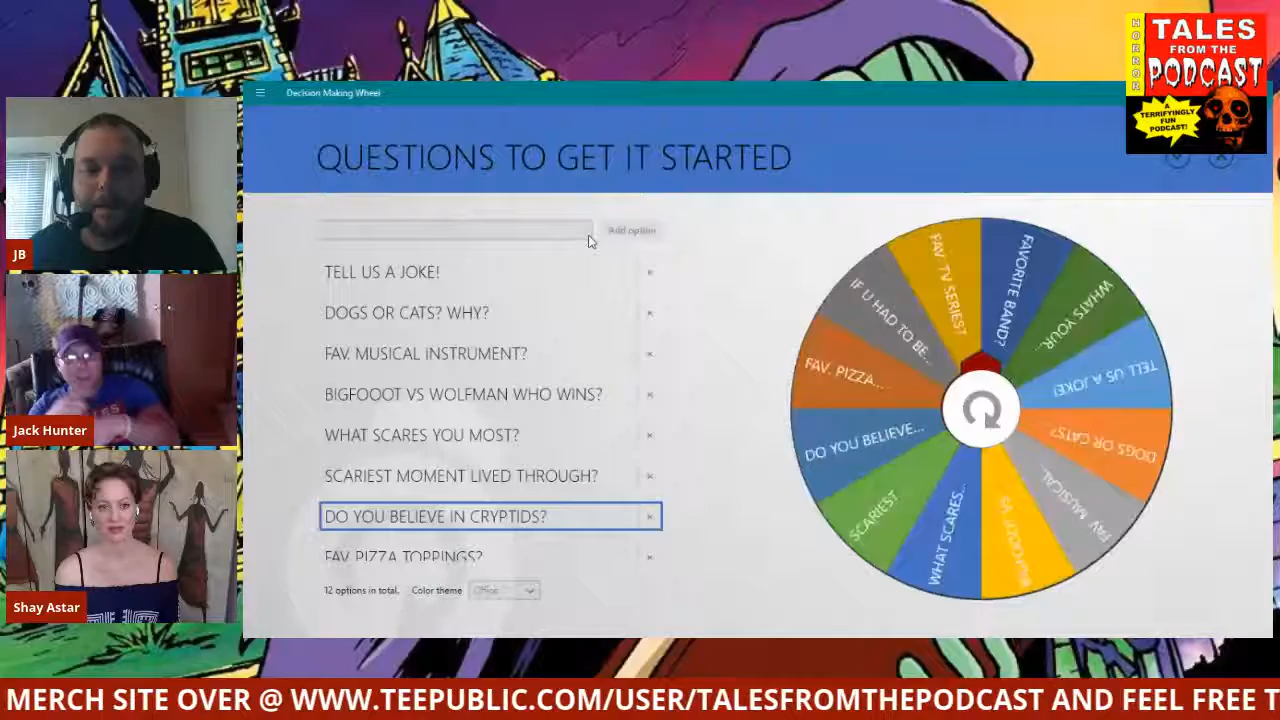 HORROR
TALES
FROM THE
PODCAST
A
TERRIFYINGLY
FUN
PODCAST!
Decision Making Wheel
QUESTIONS TO GET IT STARTED
Add option
TELL US A JOKE!
DOGS OR CATS? WHY?
FAV. MUSICAL INSTRUMENT?
BIGFOOOT VS WOLFMAN WHO WINS?
WHAT SCARES YOU MOST?
SCARIEST MOMENT LIVED THROUGH?
DO YOU BELIEVE IN CRYPTIDS?
FAV. PIZZA TOPPINGS?
12 options in total.
Color theme
Office
FAV. TV SERIES?
FAVORITE BAND?
WHATS YOUR...
TELL US A JOKE!
DOGS OR CATS?
FAV. MUSICAL
BIGFOOOT VS
WHAT SCARES...
SCARIEST
DO YOU BELIEVE...
FAV. PIZZA....
IF U HAD TO BE...
JB
Jack Hunter
Shay Astar
MERCH SITE OVER @ WWW.TEEPUBLIC.COM/USER/TALESFROMTHEPODCAST AND FEEL FREE T